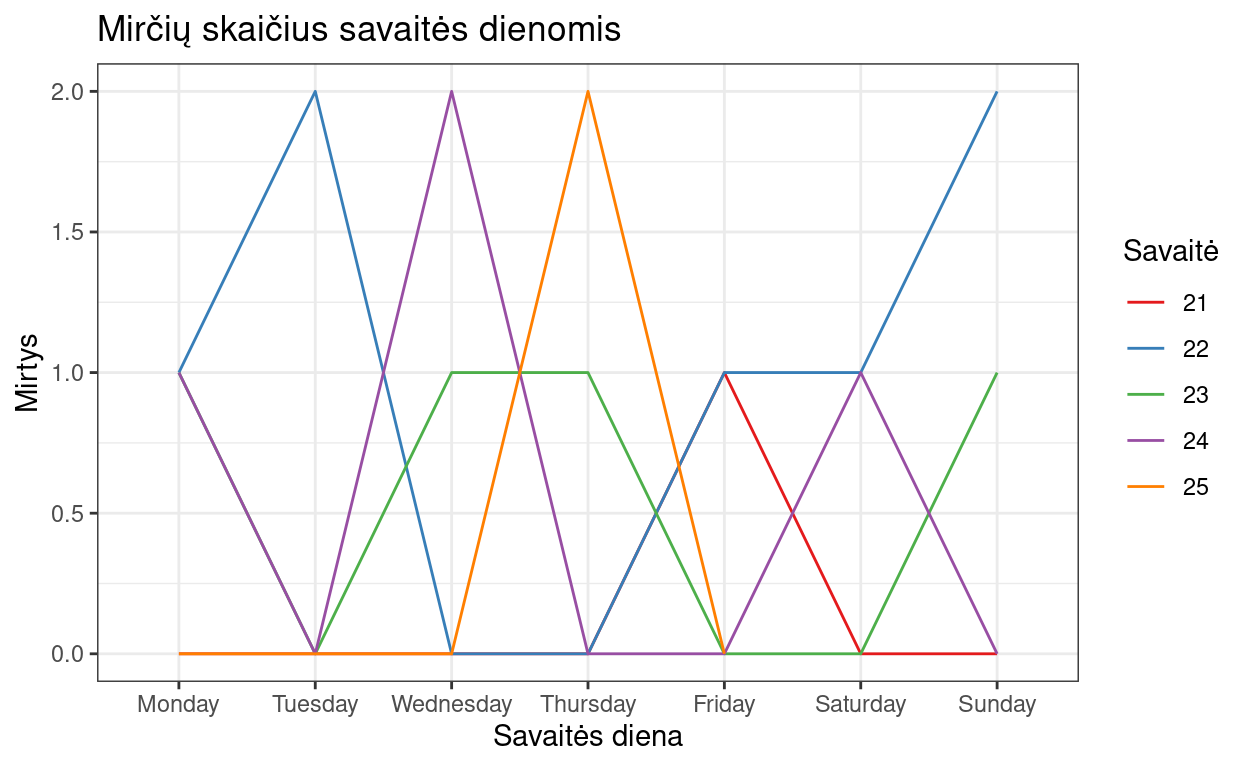 Mirčių skaičius savaitės dienomis
Mirtys
2.0
1.5
1.0
0.5
0.0
Monday Tuesday Wednesday Thursday Friday Saturday Sunday
Savaitės diena
Savaitė
21
22
23
24
25